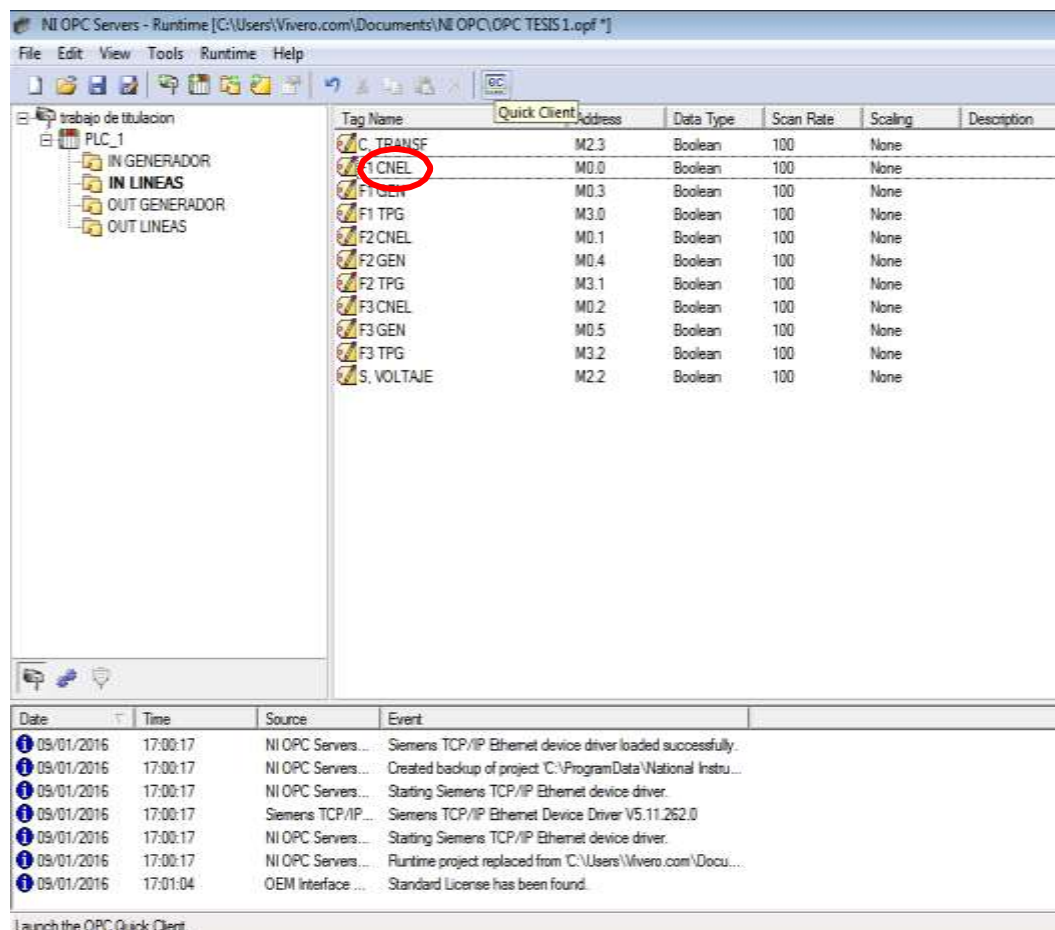 NI OPC Servers - Runtime [C:\Users\Vivero.com\Documents\NI OPC\OPC TESIS 1.opf *]
File Edit View Tools Runtime Help
Quick Client
trabajo de titulacion
PLC_1
IN GENERADOR
IN LINEAS
OUT GENERADOR
OUT LINEAS
Tag Name Address Data Type Scan Rate Scaling Description
C, TRANSF M2.3 Boolean 100 None
F1 CNEL M0.0 Boolean 100 None
F1 GEN M0.3 Boolean 100 None
F1 TPG M3.0 Boolean 100 None
F2 CNEL M0.1 Boolean 100 None
F2 GEN M0.4 Boolean 100 None
F2 TPG M3.1 Boolean 100 None
F3 CNEL M0.2 Boolean 100 None
F3 GEN M0.5 Boolean 100 None
F3 TPG M3.2 Boolean 100 None
S, VOLTAJE M2.2 Boolean 100 None
Date Time Source Event
09/01/2016 17:00:17 NI OPC Servers... Siemens TCP/IP Ethernet device driver loaded successfully.
09/01/2016 17:00:17 NI OPC Servers... Created backup of project 'C:\ProgramData\National Instru...
09/01/2016 17:00:17 NI OPC Servers... Starting Siemens TCP/IP Ethernet device driver.
09/01/2016 17:00:17 Siemens TCP/IP... Siemens TCP/IP Ethernet Device Driver V5.11.262.0
09/01/2016 17:00:17 NI OPC Servers... Starting Siemens TCP/IP Ethernet device driver.
09/01/2016 17:00:17 NI OPC Servers... Runtime project replaced from 'C:\Users\Vivero.com\Docu...
09/01/2016 17:01:04 OEM Interface ... Standard License has been found.
Launch the OPC Quick Client.